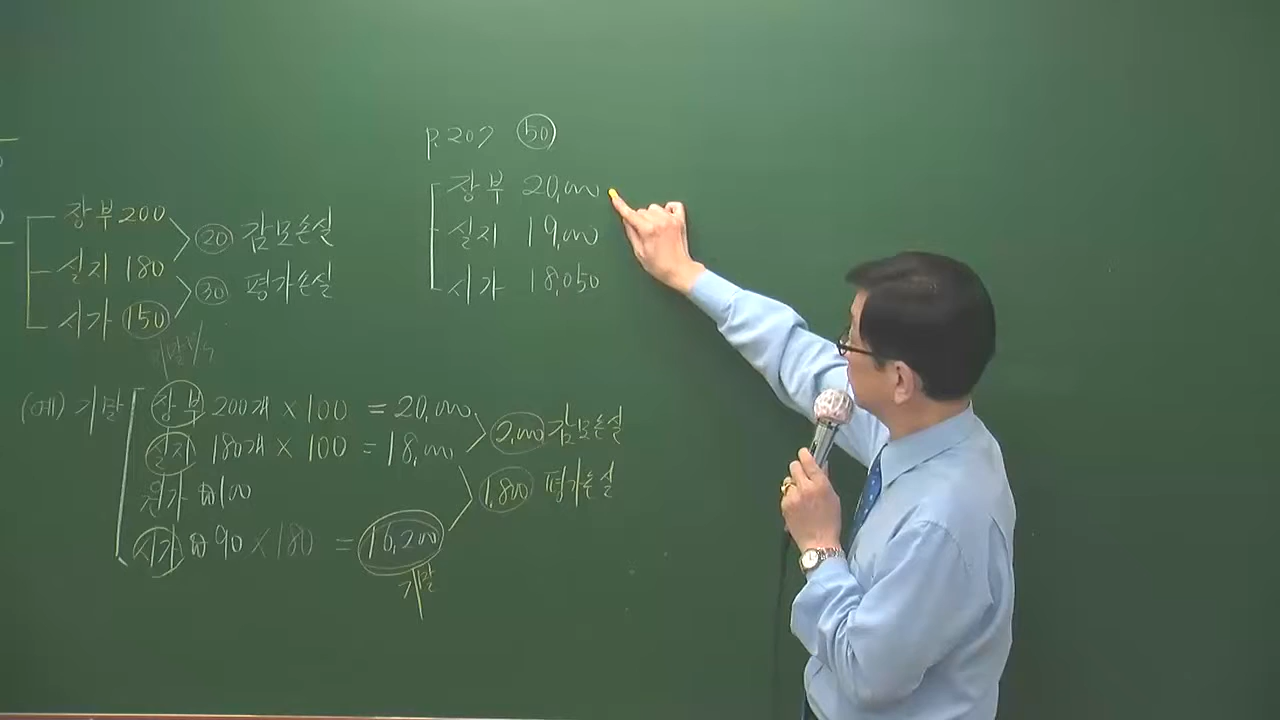 장부 200
실지 180
시가 150
20 감모손실
30 평가손실
p.207 50
장부 20,000
실지 19,000
시가 18,050
(예) 기말
장부 200개 × 100 = 20,000
실지 180개 × 100 = 18,000
원가 ₩100
시가 ₩90 × 180 = 16,200
2,000 감모손실
1,800 평가손실
기말